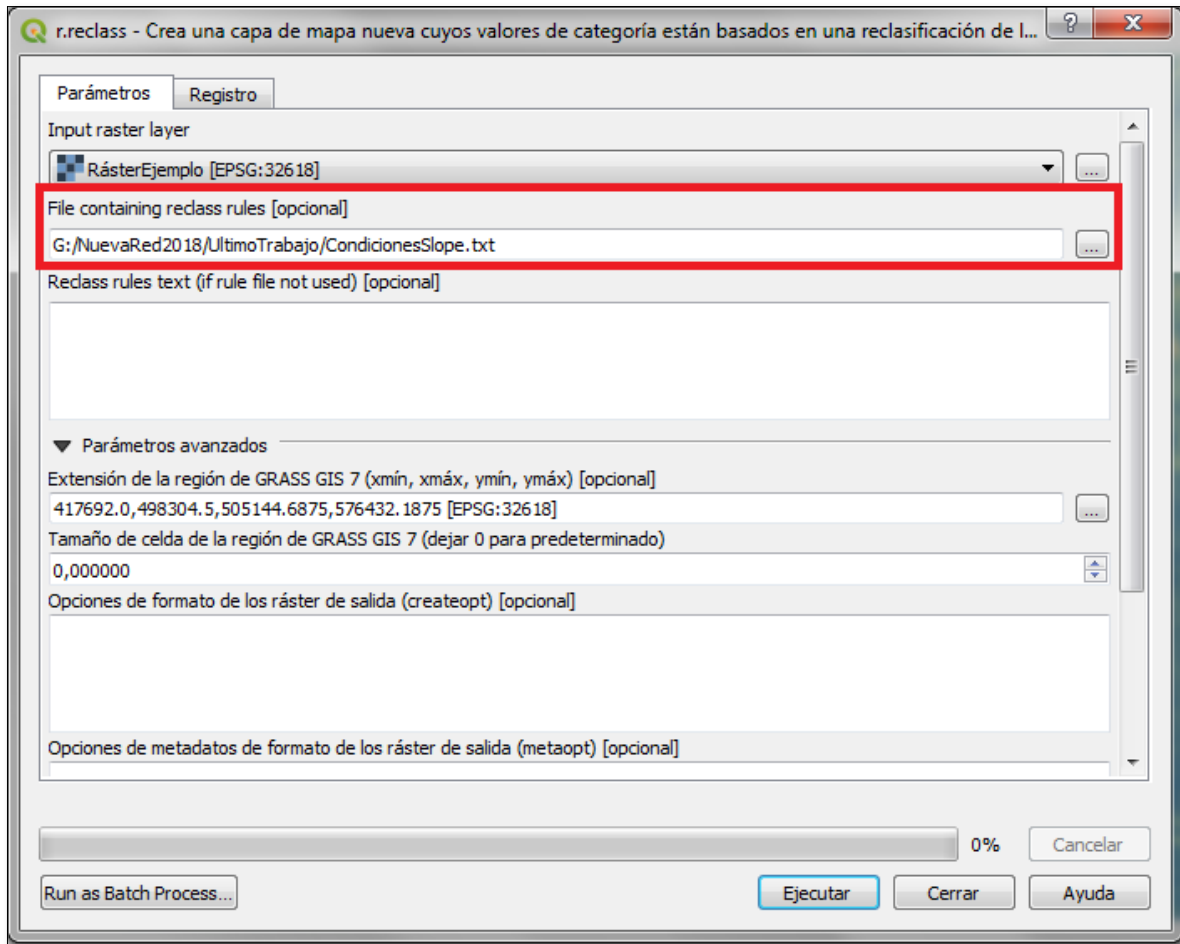 r.reclass - Crea una capa de mapa nueva cuyos valores de categoría están basados en una reclasificación de l...
Parámetros
Registro
Input raster layer
RásterEjemplo [EPSG:32618]
...
File containing reclass rules [opcional]
G:/NuevaRed2018/UltimoTrabajo/CondicionesSlope.txt
...
Reclass rules text (if rule file not used) [opcional]
Parámetros avanzados
Extensión de la región de GRASS GIS 7 (xmín, xmáx, ymín, ymáx) [opcional]
417692.0,498304.5,505144.6875,576432.1875 [EPSG:32618]
...
Tamaño de celda de la región de GRASS GIS 7 (dejar 0 para predeterminado)
0,000000
Opciones de formato de los ráster de salida (createopt) [opcional]
Opciones de metadatos de formato de los ráster de salida (metaopt) [opcional]
0%
Cancelar
Run as Batch Process...
Ejecutar
Cerrar
Ayuda